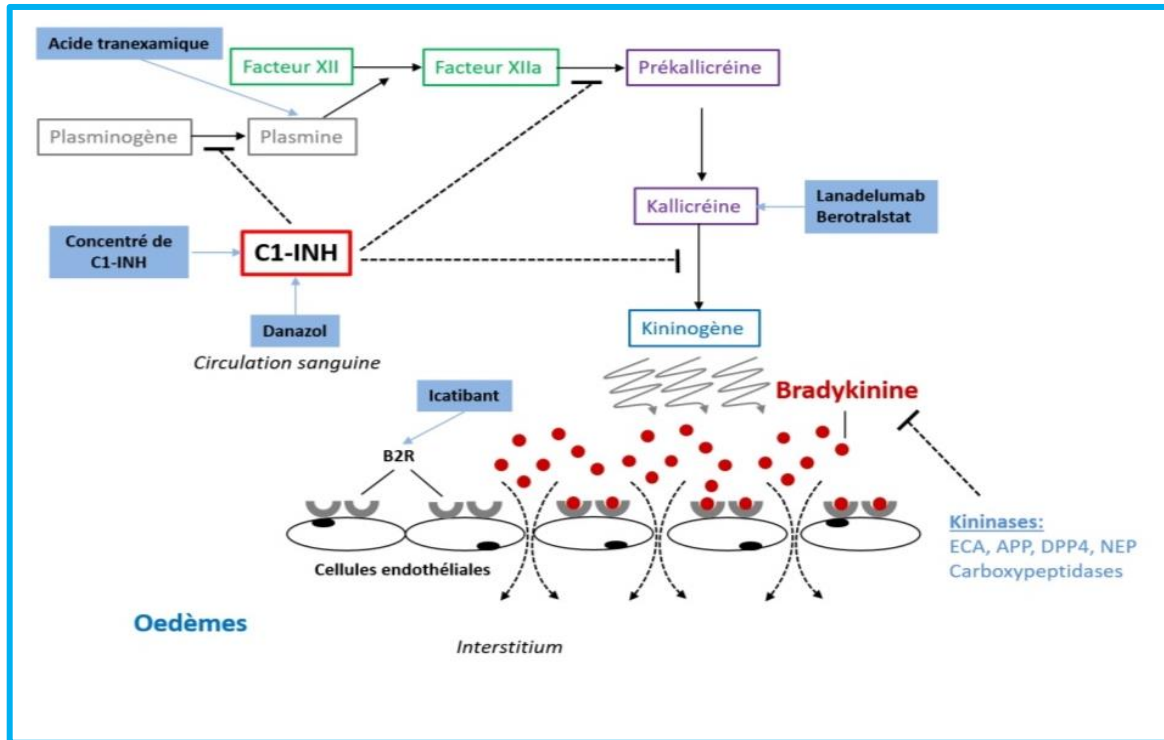 Acide tranexamique
Facteur XII
Facteur XIIa
Prékallicréine
Plasminogène
Plasmine
Kallicréine
Lanadelumab
Berotralstat
Concentré de
C1-INH
C1-INH
Danazol
Circulation sanguine
Kininogène
Icatibant
Bradykinine
B2R
Kininases:
ECA, APP, DPP4, NEP
Carboxypeptidases
Cellules endothéliales
Oedèmes
Interstitium